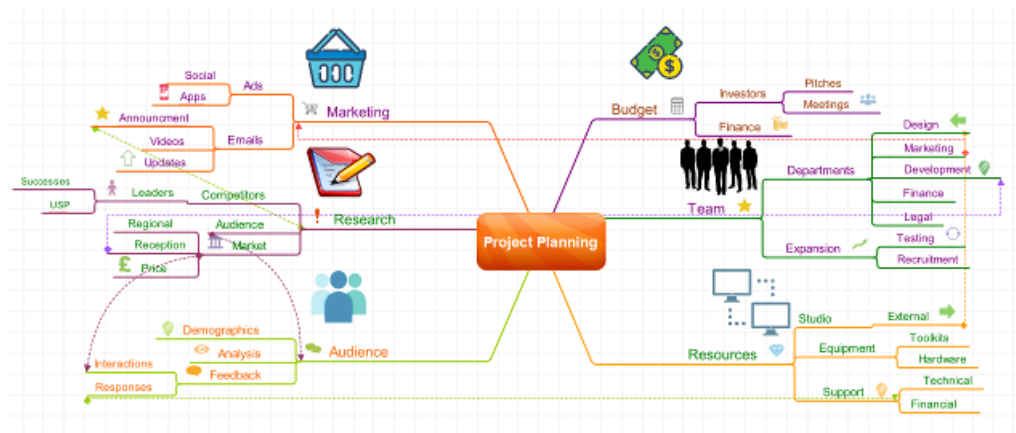 Project Planning
Marketing
Ads
Social
Apps
Emails
Announcment
Videos
Updates
Research
Competitors
Leaders
Successes
USP
Audience
Market
Regional
Reception
Price
Audience
Demographics
Analysis
Feedback
Interactions
Responses
Budget
Investors
Pitches
Meetings
Finance
Team
Departments
Design
Marketing
Development
Finance
Legal
Expansion
Testing
Recruitment
Resources
Studio
External
Equipment
Toolkits
Hardware
Support
Technical
Financial